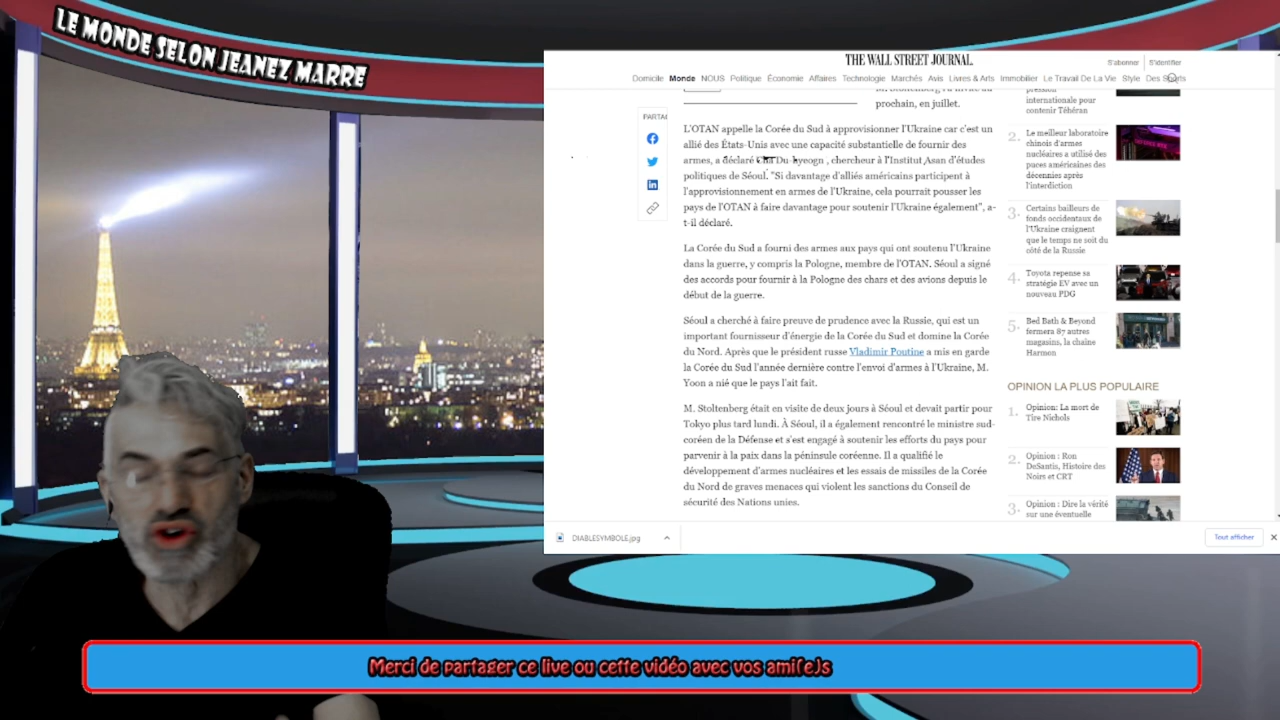 LE MONDE SELON JEANEZ MARRE
THE WALL STREET JOURNAL.
S'abonner
S'identifier
Domicile Monde NOUS Politique Économie Affaires Technologie Marchés Avis Livres & Arts Immobilier Le Travail De La Vie Style Des Sports
prochain, en juillet.
PARTA
L'OTAN appelle la Corée du Sud à approvisionner l'Ukraine car c'est un
allié des États-Unis avec une capacité substantielle de fournir des
armes, a déclaré Cha Du-hyeogn , chercheur à l'Institut Asan d'études
politiques de Séoul. "Si davantage d'alliés américains participent à
l'approvisionnement en armes de l'Ukraine, cela pourrait pousser les
pays de l'OTAN à faire davantage pour soutenir l'Ukraine également", a-
t-il déclaré.
La Corée du Sud a fourni des armes aux pays qui ont soutenu l'Ukraine
dans la guerre, y compris la Pologne, membre de l'OTAN. Séoul a signé
des accords pour fournir à la Pologne des chars et des avions depuis le
début de la guerre.
Séoul a cherché à faire preuve de prudence avec la Russie, qui est un
important fournisseur d'énergie de la Corée du Sud et domine la Corée
du Nord. Après que le président russe Vladimir Poutine a mis en garde
la Corée du Sud l'année dernière contre l'envoi d'armes à l'Ukraine, M.
Yoon a nié que le pays l'ait fait.
M. Stoltenberg était en visite de deux jours à Séoul et devait partir pour
Tokyo plus tard lundi. À Séoul, il a également rencontré le ministre sud-
coréen de la Défense et s'est engagé à soutenir les efforts du pays pour
parvenir à la paix dans la péninsule coréenne. Il a qualifié le
développement d'armes nucléaires et les essais de missiles de la Corée
du Nord de graves menaces qui violent les sanctions du Conseil de
sécurité des Nations unies.
pression
internationale pour
contenir Téhéran
2. Le meilleur laboratoire
chinois d'armes
nucléaires a utilisé des
puces américaines des
décennies après
l'interdiction
3. Certains bailleurs de
fonds occidentaux de
l'Ukraine craignent
que le temps ne soit du
côté de la Russie
4. Toyota repense sa
stratégie EV avec un
nouveau PDG
5. Bed Bath & Beyond
fermera 87 autres
magasins, la chaîne
Harmon
OPINION LA PLUS POPULAIRE
1. Opinion: La mort de
Tire Nichols
2. Opinion : Ron
DeSantis, Histoire des
Noirs et CRT
3. Opinion : Dire la vérité
sur une éventuelle
DIABLESYMBOLE.jpg
Tout afficher
Merci de partager ce live ou cette vidéo avec vos ami(e)s